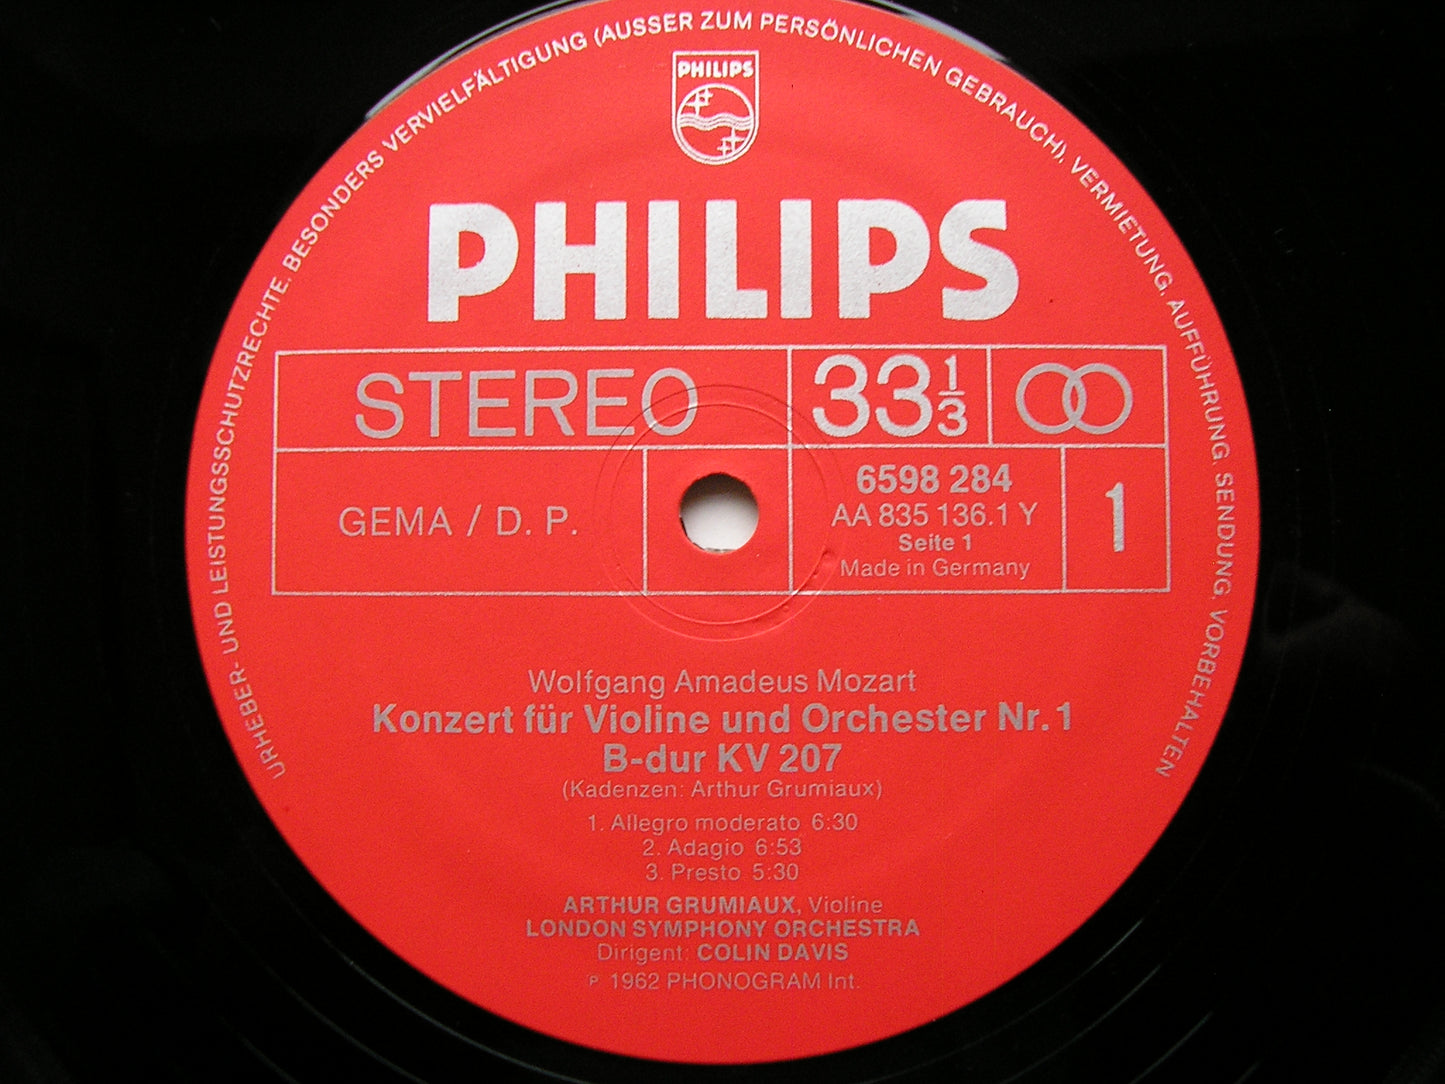 URHEBER- UND LEISTUNGSSCHUTZRECHTE, BESONDERS VERVIELFÄLTIGUNG (AUSSER ZUM PERSÖNLICHEN GEBRAUCH), VERMIETUNG, AUFFÜHRUNG, SENDUNG, VORBEHALTEN
PHILIPS
PHILIPS
STEREO
33 1/3
GEMA / D. P.
6598 284
AA 835 136.1 Y
Seite 1
Made in Germany
1
Wolfgang Amadeus Mozart
Konzert für Violine und Orchester Nr. 1
B-dur KV 207
(Kadenzen: Arthur Grumiaux)
1. Allegro moderato 6:30
2. Adagio 6:53
3. Presto 5:30
ARTHUR GRUMIAUX, Violine
LONDON SYMPHONY ORCHESTRA
Dirigent: COLIN DAVIS
℗ 1962 PHONOGRAM Int.